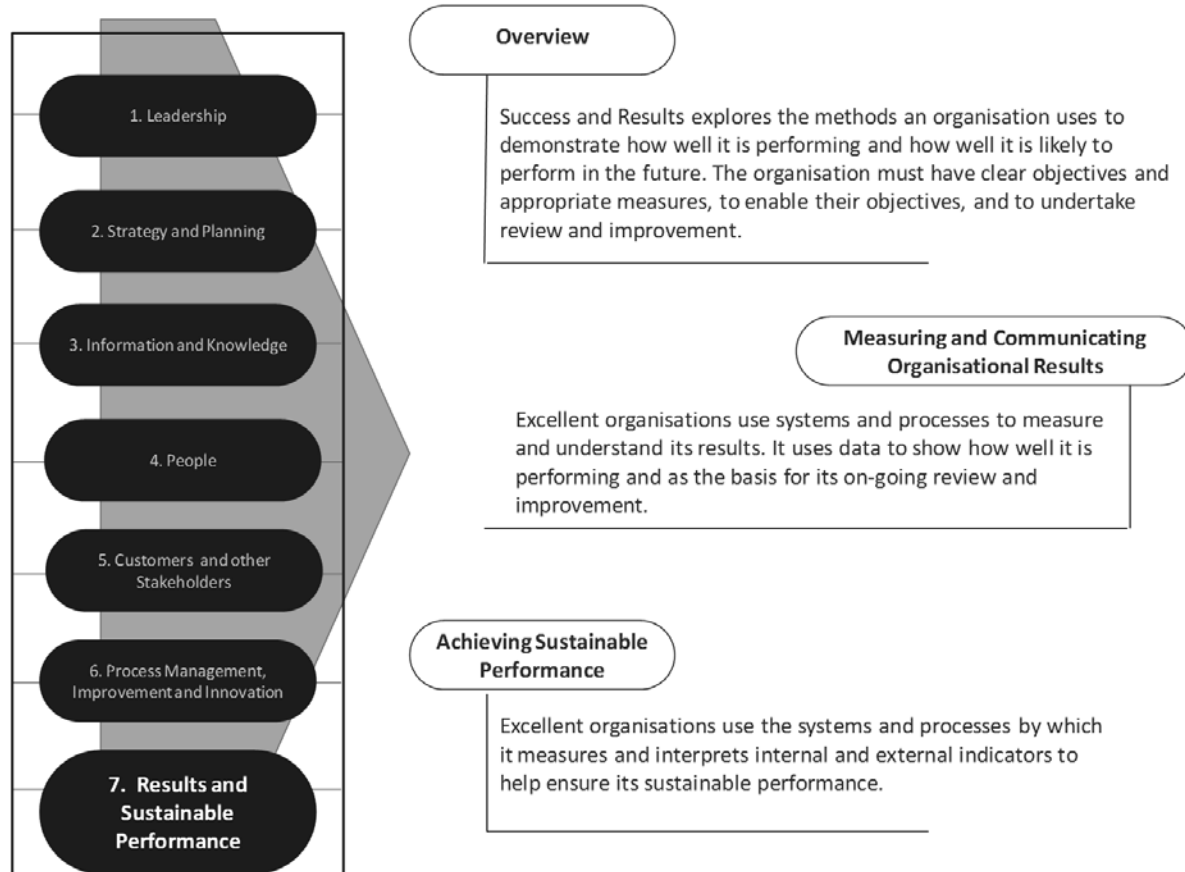 1. Leadership
2. Strategy and Planning
3. Information and Knowledge
4. People
5. Customers and other
Stakeholders
6. Process Management,
Improvement and Innovation
7. Results and
Sustainable
Performance
Overview
Success and Results explores the methods an organisation uses to
demonstrate how well it is performing and how well it is likely to
perform in the future. The organisation must have clear objectives and
appropriate measures, to enable their objectives, and to undertake
review and improvement.
Measuring and Communicating
Organisational Results
Excellent organisations use systems and processes to measure
and understand its results. It uses data to show how well it is
performing and as the basis for its on-going review and
improvement.
Achieving Sustainable
Performance
Excellent organisations use the systems and processes by which
it measures and interprets internal and external indicators to
help ensure its sustainable performance.